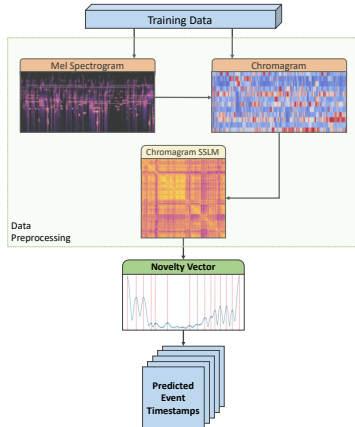 Training Data
Mel Spectrogram
Chromagram
Chromagram SSLM
Data
Preprocessing
Novelty Vector
Predicted
Event
Timestamps